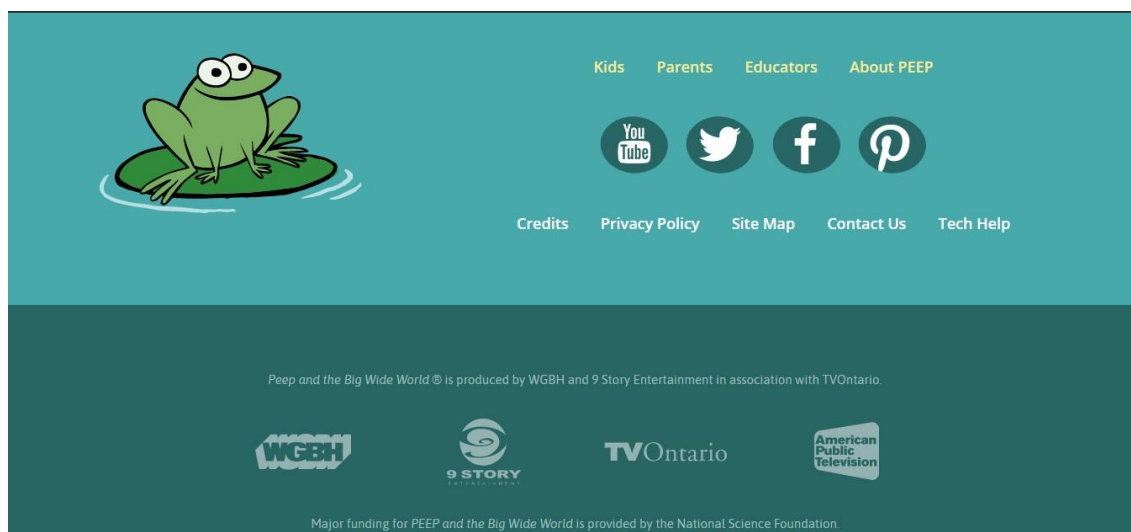 Kids Parents Educators About PEEP
You
Tube
Credits Privacy Policy Site Map Contact Us Tech Help
Peep and the Big Wide World ® is produced by WGBH and 9 Story Entertainment in association with TVOntario.
WGBH
9 STORY
ENTERTAINMENT
TVOntario
American
Public
Television
Major funding for PEEP and the Big Wide World is provided by the National Science Foundation.